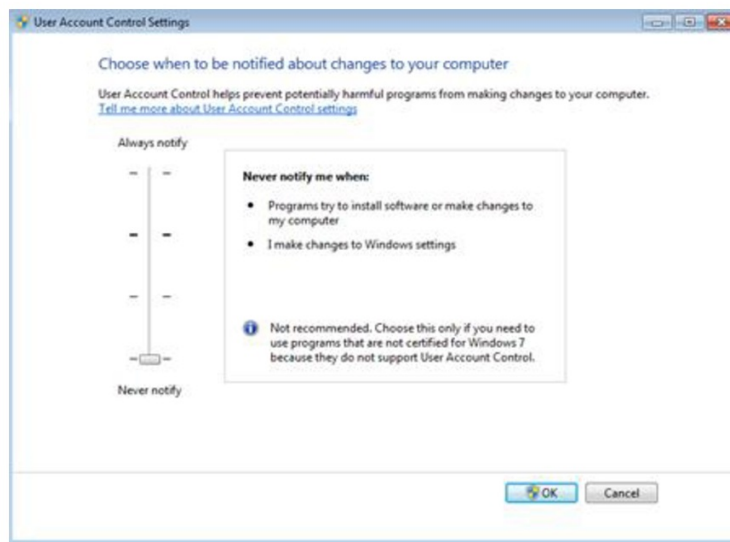 User Account Control Settings
Choose when to be notified about changes to your computer
User Account Control helps prevent potentially harmful programs from making changes to your computer.
Tell me more about User Account Control settings
Always notify
Never notify me when:
• Programs try to install software or make changes to
my computer
• I make changes to Windows settings
Not recommended. Choose this only if you need to
use programs that are not certified for Windows 7
because they do not support User Account Control.
Never notify
OK Cancel